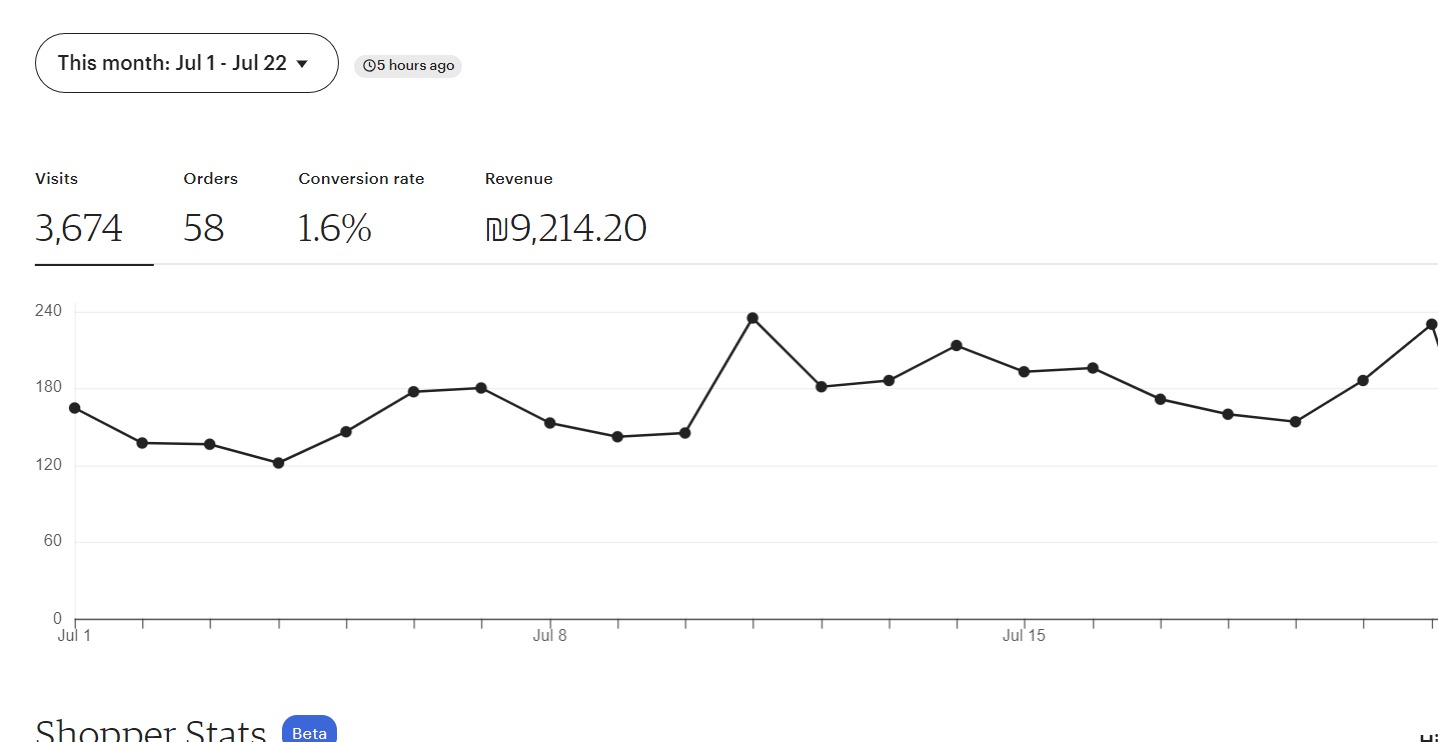 This month: Jul 1 - Jul 22
5 hours ago
Visits
3,674
Orders
58
Conversion rate
1.6%
Revenue
₪9,214.20
240
180
120
60
0
Jul 1
Jul 8
Jul 15
Shopper Stats
Beta
Hi